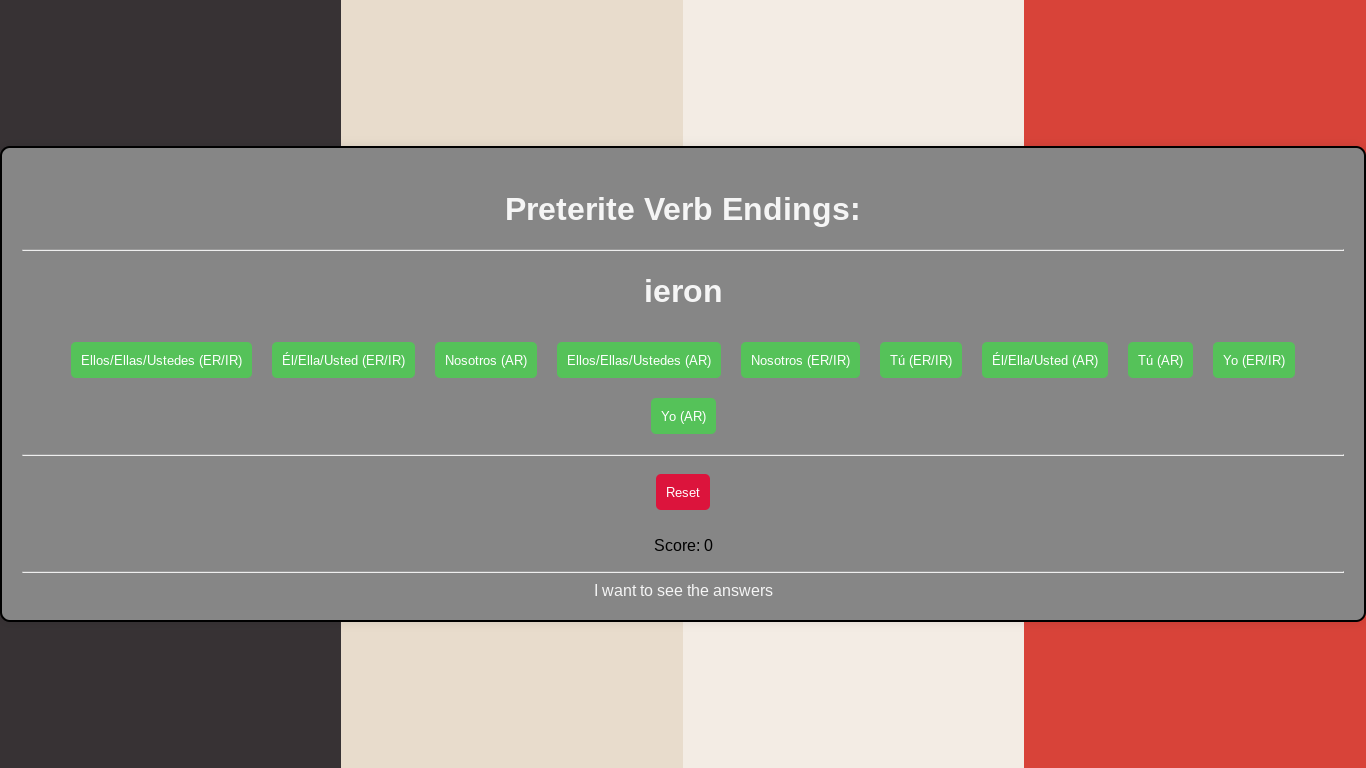 Preterite Verb Endings:
ieron
Ellos/Ellas/Ustedes (ER/IR) Él/Ella/Usted (ER/IR) Nosotros (AR) Ellos/Ellas/Ustedes (AR) Nosotros (ER/IR) Tú (ER/IR) Él/Ella/Usted (AR) Tú (AR) Yo (ER/IR)
Yo (AR)
Reset
Score: 0
I want to see the answers